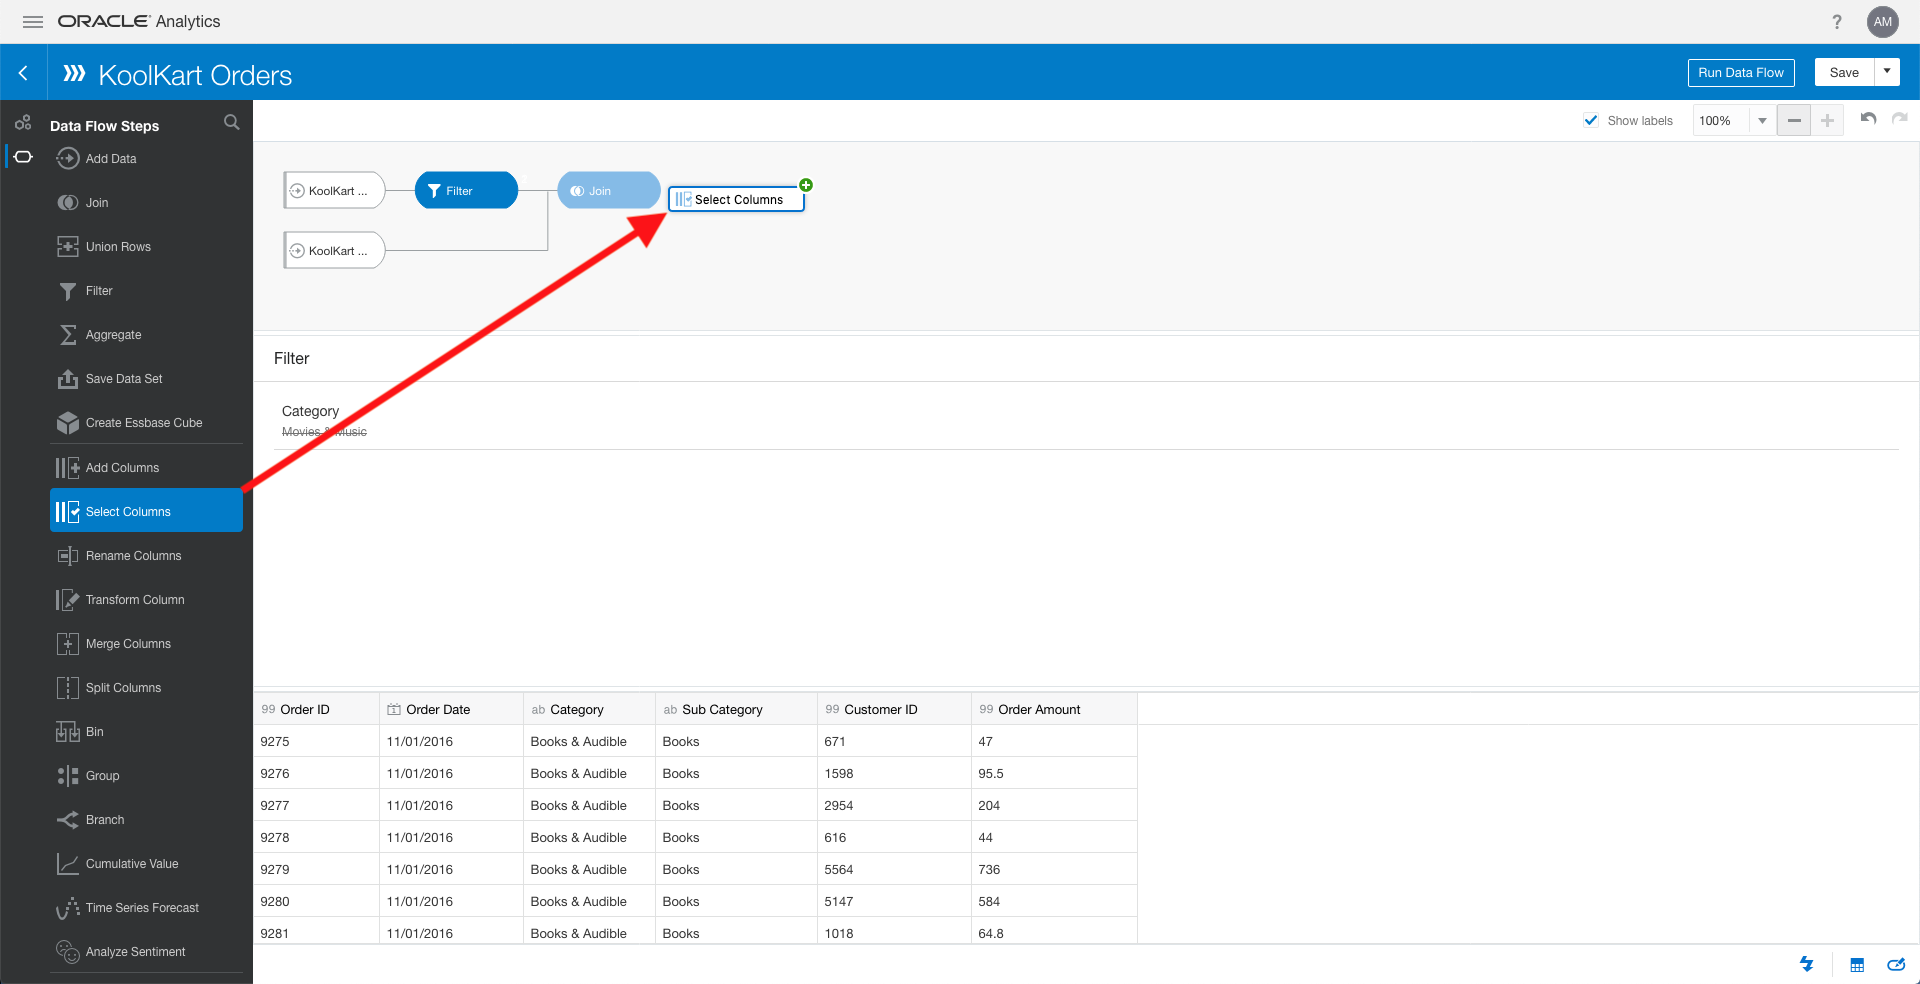 ORACLE Analytics
?
AM
KoolKart Orders
Run Data Flow
Save
Data Flow Steps
Add Data
Join
Union Rows
Filter
Aggregate
Save Data Set
Create Essbase Cube
Add Columns
Select Columns
Rename Columns
Transform Column
Merge Columns
Split Columns
Bin
Group
Branch
Cumulative Value
Time Series Forecast
Analyze Sentiment
Show labels
100%
KoolKart ...
Filter
Join
Select Columns
KoolKart ...
Filter
Category
Movies & Music
99 Order ID
1 Order Date
ab Category
ab Sub Category
99 Customer ID
99 Order Amount
9275 11/01/2016 Books & Audible Books 671 47
9276 11/01/2016 Books & Audible Books 1598 95.5
9277 11/01/2016 Books & Audible Books 2954 204
9278 11/01/2016 Books & Audible Books 616 44
9279 11/01/2016 Books & Audible Books 5564 736
9280 11/01/2016 Books & Audible Books 5147 584
9281 11/01/2016 Books & Audible Books 1018 64.8